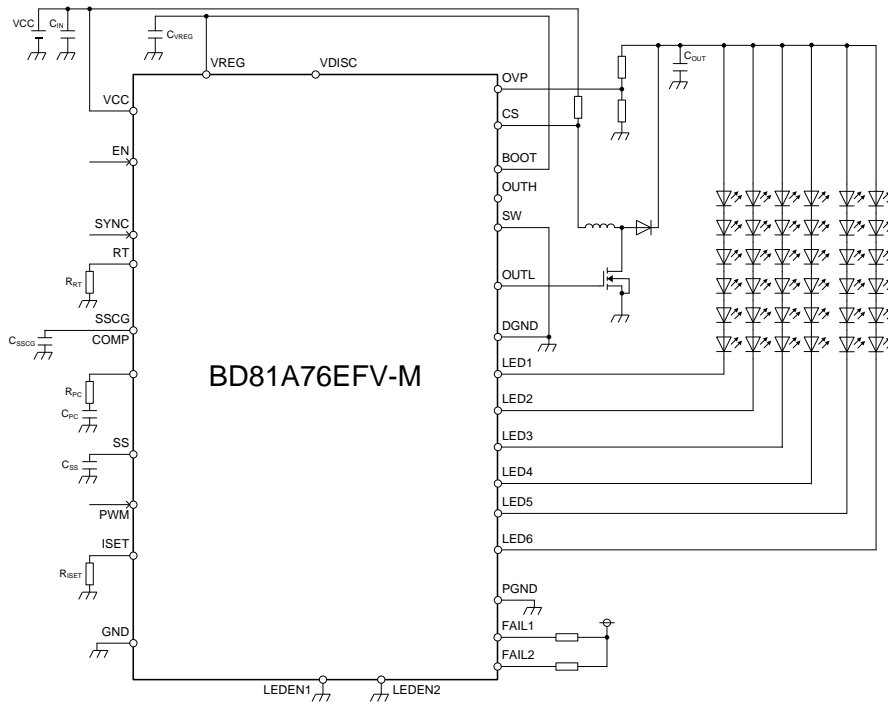 VCC
CIN
CVREG
VREG
VDISC
COUT
OVP
VCC
CS
EN
BOOT
OUTH
SYNC
SW
RT
RRT
OUTL
SSCG
CSSCG
COMP
DGND
BD81A76EFV-M
LED1
RPC
CPC
LED2
SS
LED3
CSS
LED4
PWM
LED5
ISET
LED6
RISET
PGND
GND
FAIL1
FAIL2
LEDEN1
LEDEN2